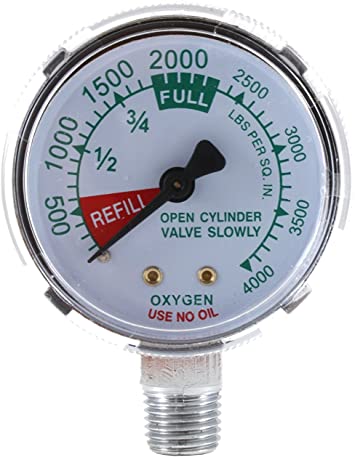 2000
1500
2500
FULL
3/4
LBS PER SQ. IN.
1000
3000
1/2
500
REFILL
3500
OPEN CYLINDER
VALVE SLOWLY
4000
OXYGEN
USE NO OIL